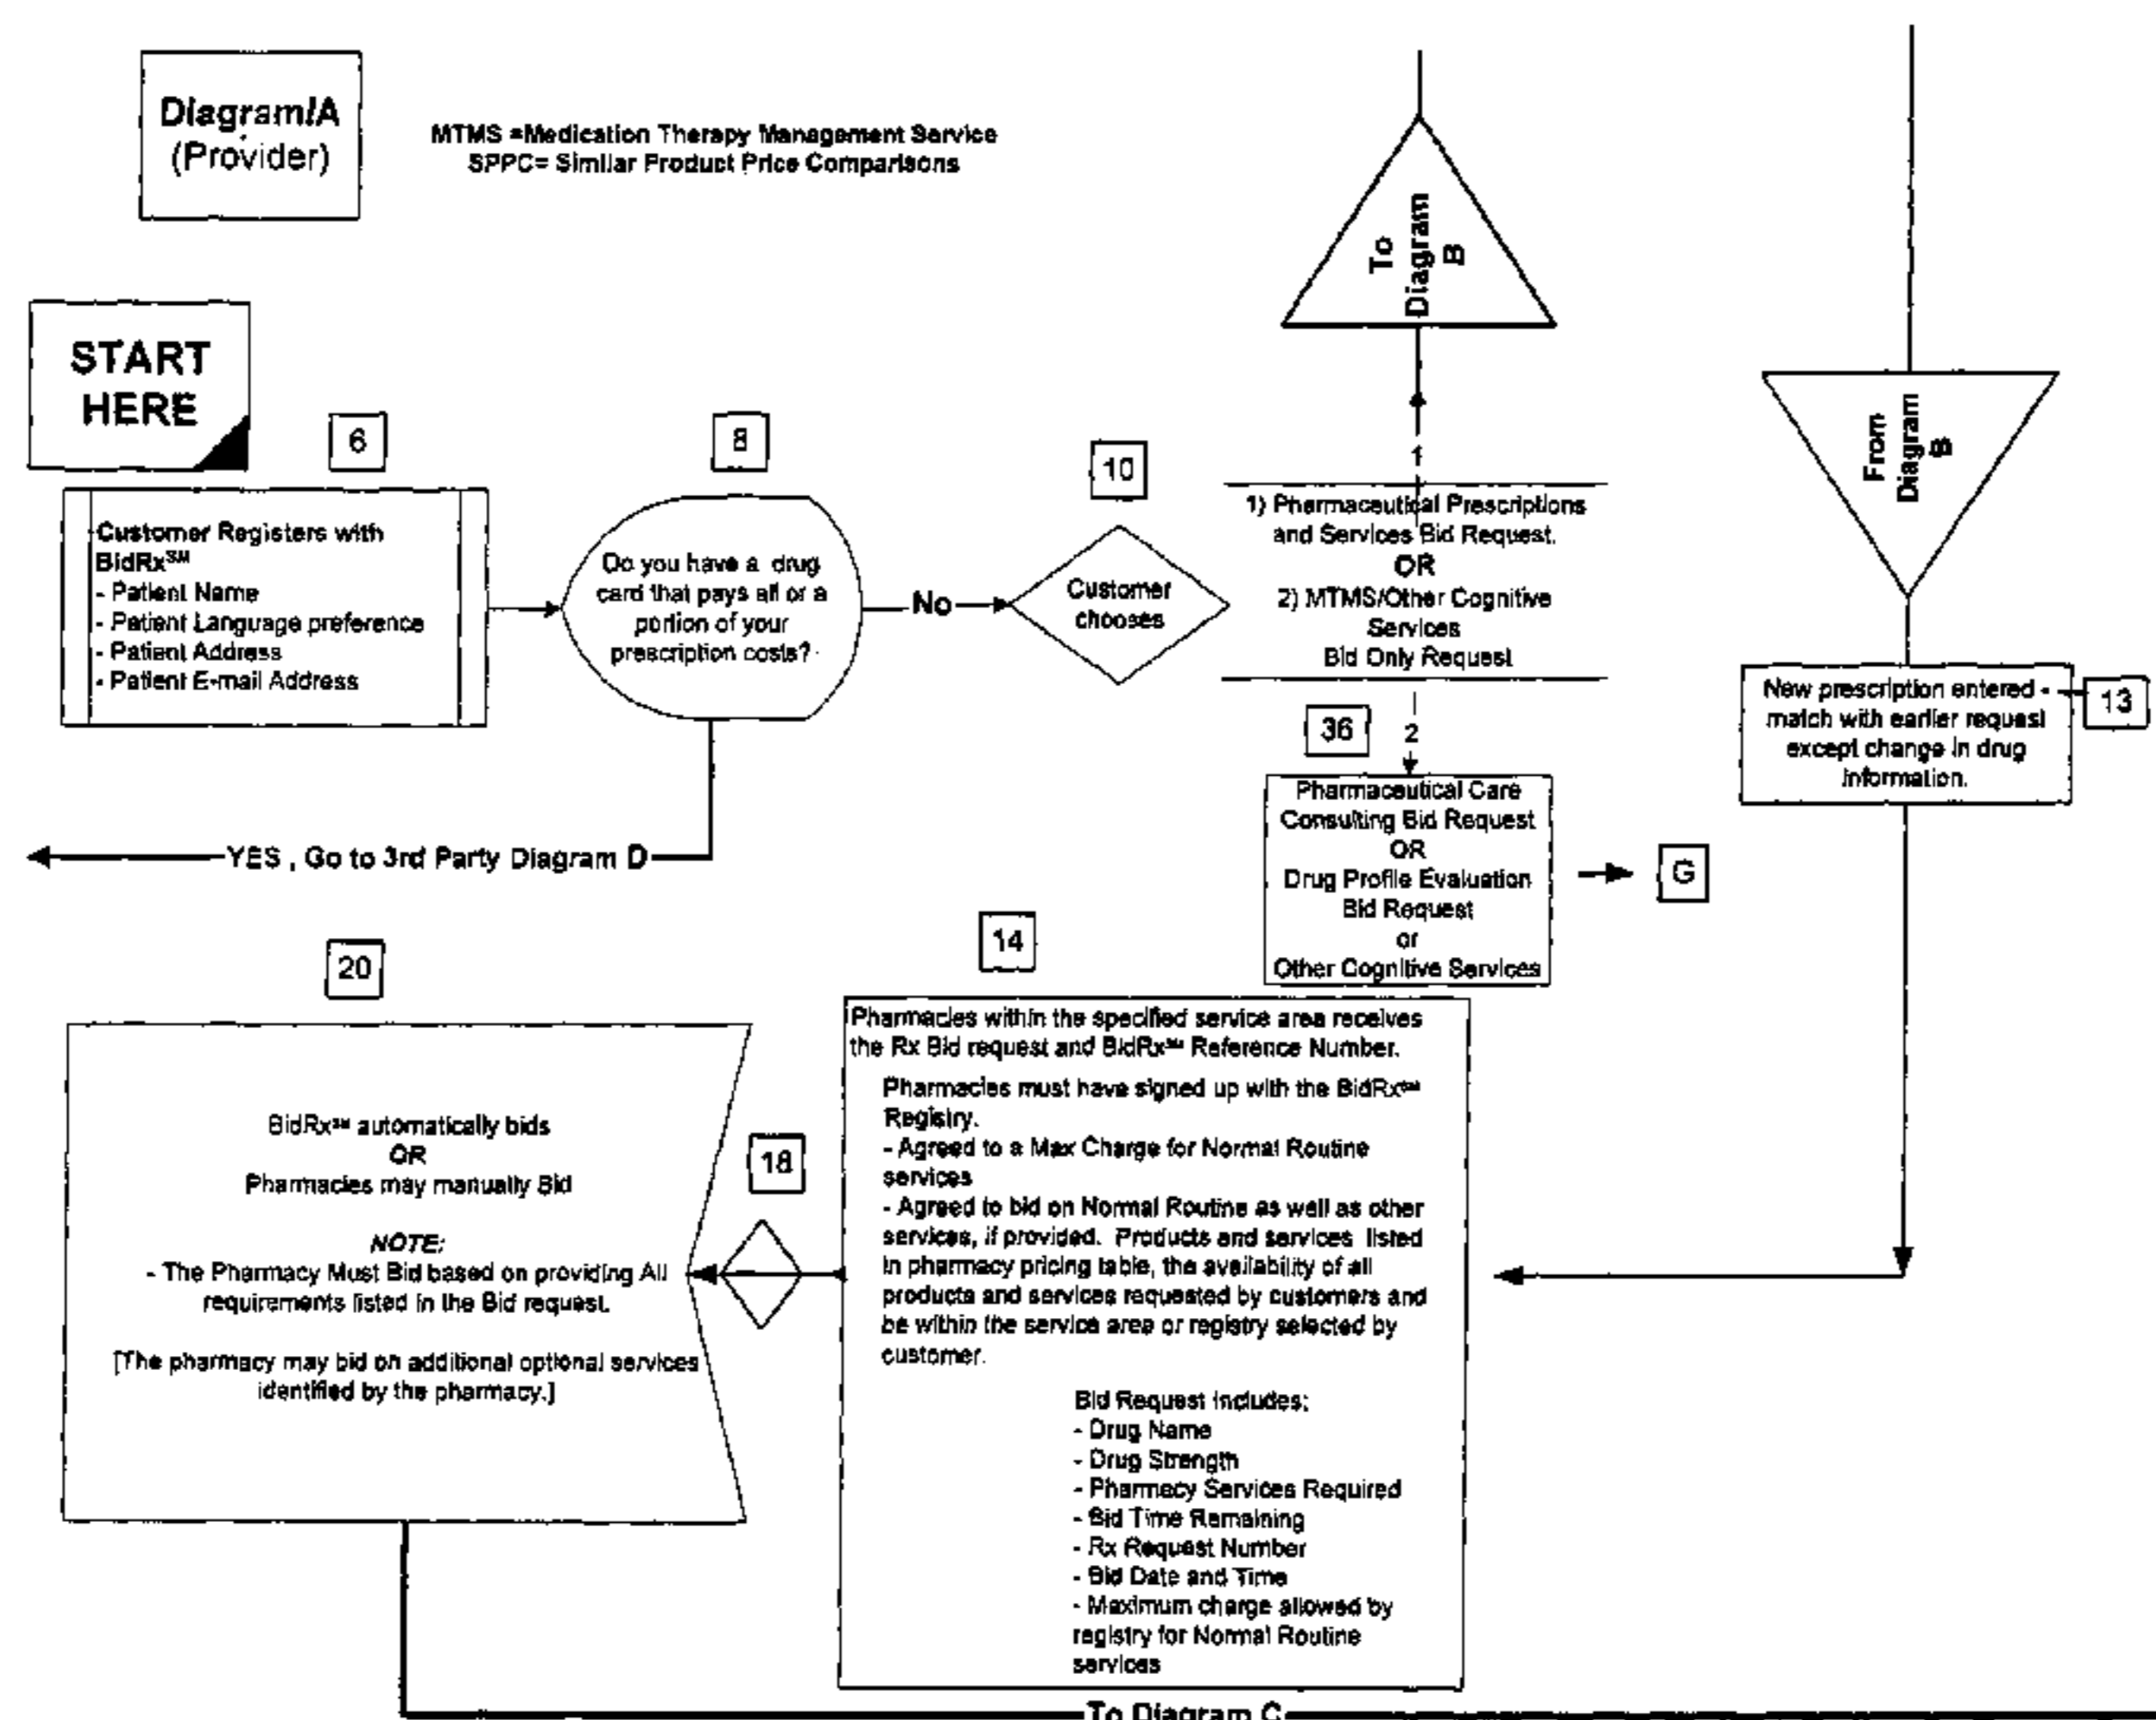 Diagram/A
(Provider)
MTMS =Medication Therapy Management Service
SPPC= Similar Product Price Comparisons
To
Diagram
B
From
Diagram
B
START
HERE
6
8
10
Customer Registers with
BidRx℠
- Patient Name
- Patient Language preference
- Patient Address
- Patient E-mail Address
Do you have a drug
card that pays all or a
portion of your
prescription costs?
No
Customer
chooses
1
1) Pharmaceutical Prescriptions
and Services Bid Request.
OR
2) MTMS/Other Cognitive
Services
Bid Only Request
New prescription entered -
match with earlier request
except change in drug
information.
13
36
2
Pharmaceutical Care
Consulting Bid Request
OR
Drug Profile Evaluation
Bid Request
or
Other Cognitive Services
G
YES , Go to 3rd Party Diagram D
20
14
Pharmacies within the specified service area receives
the Rx Bid request and BidRx℠ Reference Number.
Pharmacies must have signed up with the BidRx℠
Registry.
- Agreed to a Max Charge for Normal Routine
services
- Agreed to bid on Normal Routine as well as other
services, if provided. Products and services listed
in pharmacy pricing table, the availability of all
products and services requested by customers and
be within the service area or registry selected by
customer.
Bid Request includes:
- Drug Name
- Drug Strength
- Pharmacy Services Required
- Bid Time Remaining
- Rx Request Number
- Bid Date and Time
- Maximum charge allowed by
registry for Normal Routine
services
18
BidRx℠ automatically bids
OR
Pharmacies may manually Bid
NOTE:
- The Pharmacy Must Bid based on providing All
requirements listed in the Bid request.
[The pharmacy may bid on additional optional services
identified by the pharmacy.]
To Diagram C